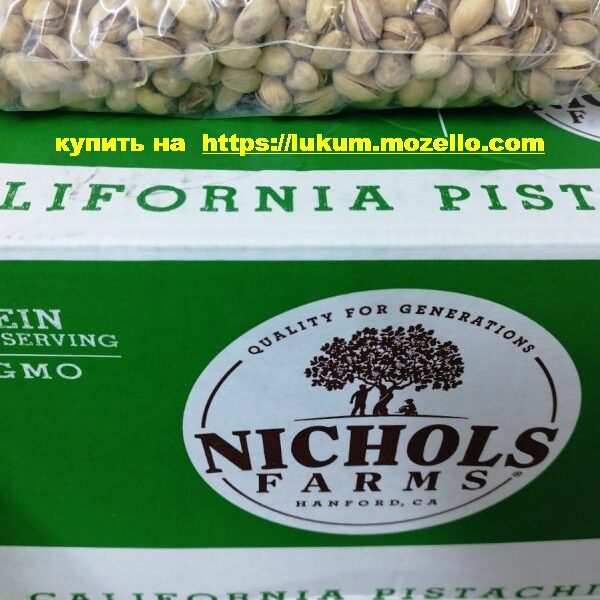 купить на https://lukum.mozello.com
FARMS
LIFORNIA PIST
EIN
SERVING
GMO
QUALITY FOR GENERATIONS
NICHOLS
FARMS®
HANFORD, CA
CALIFORNIA PISTACHI